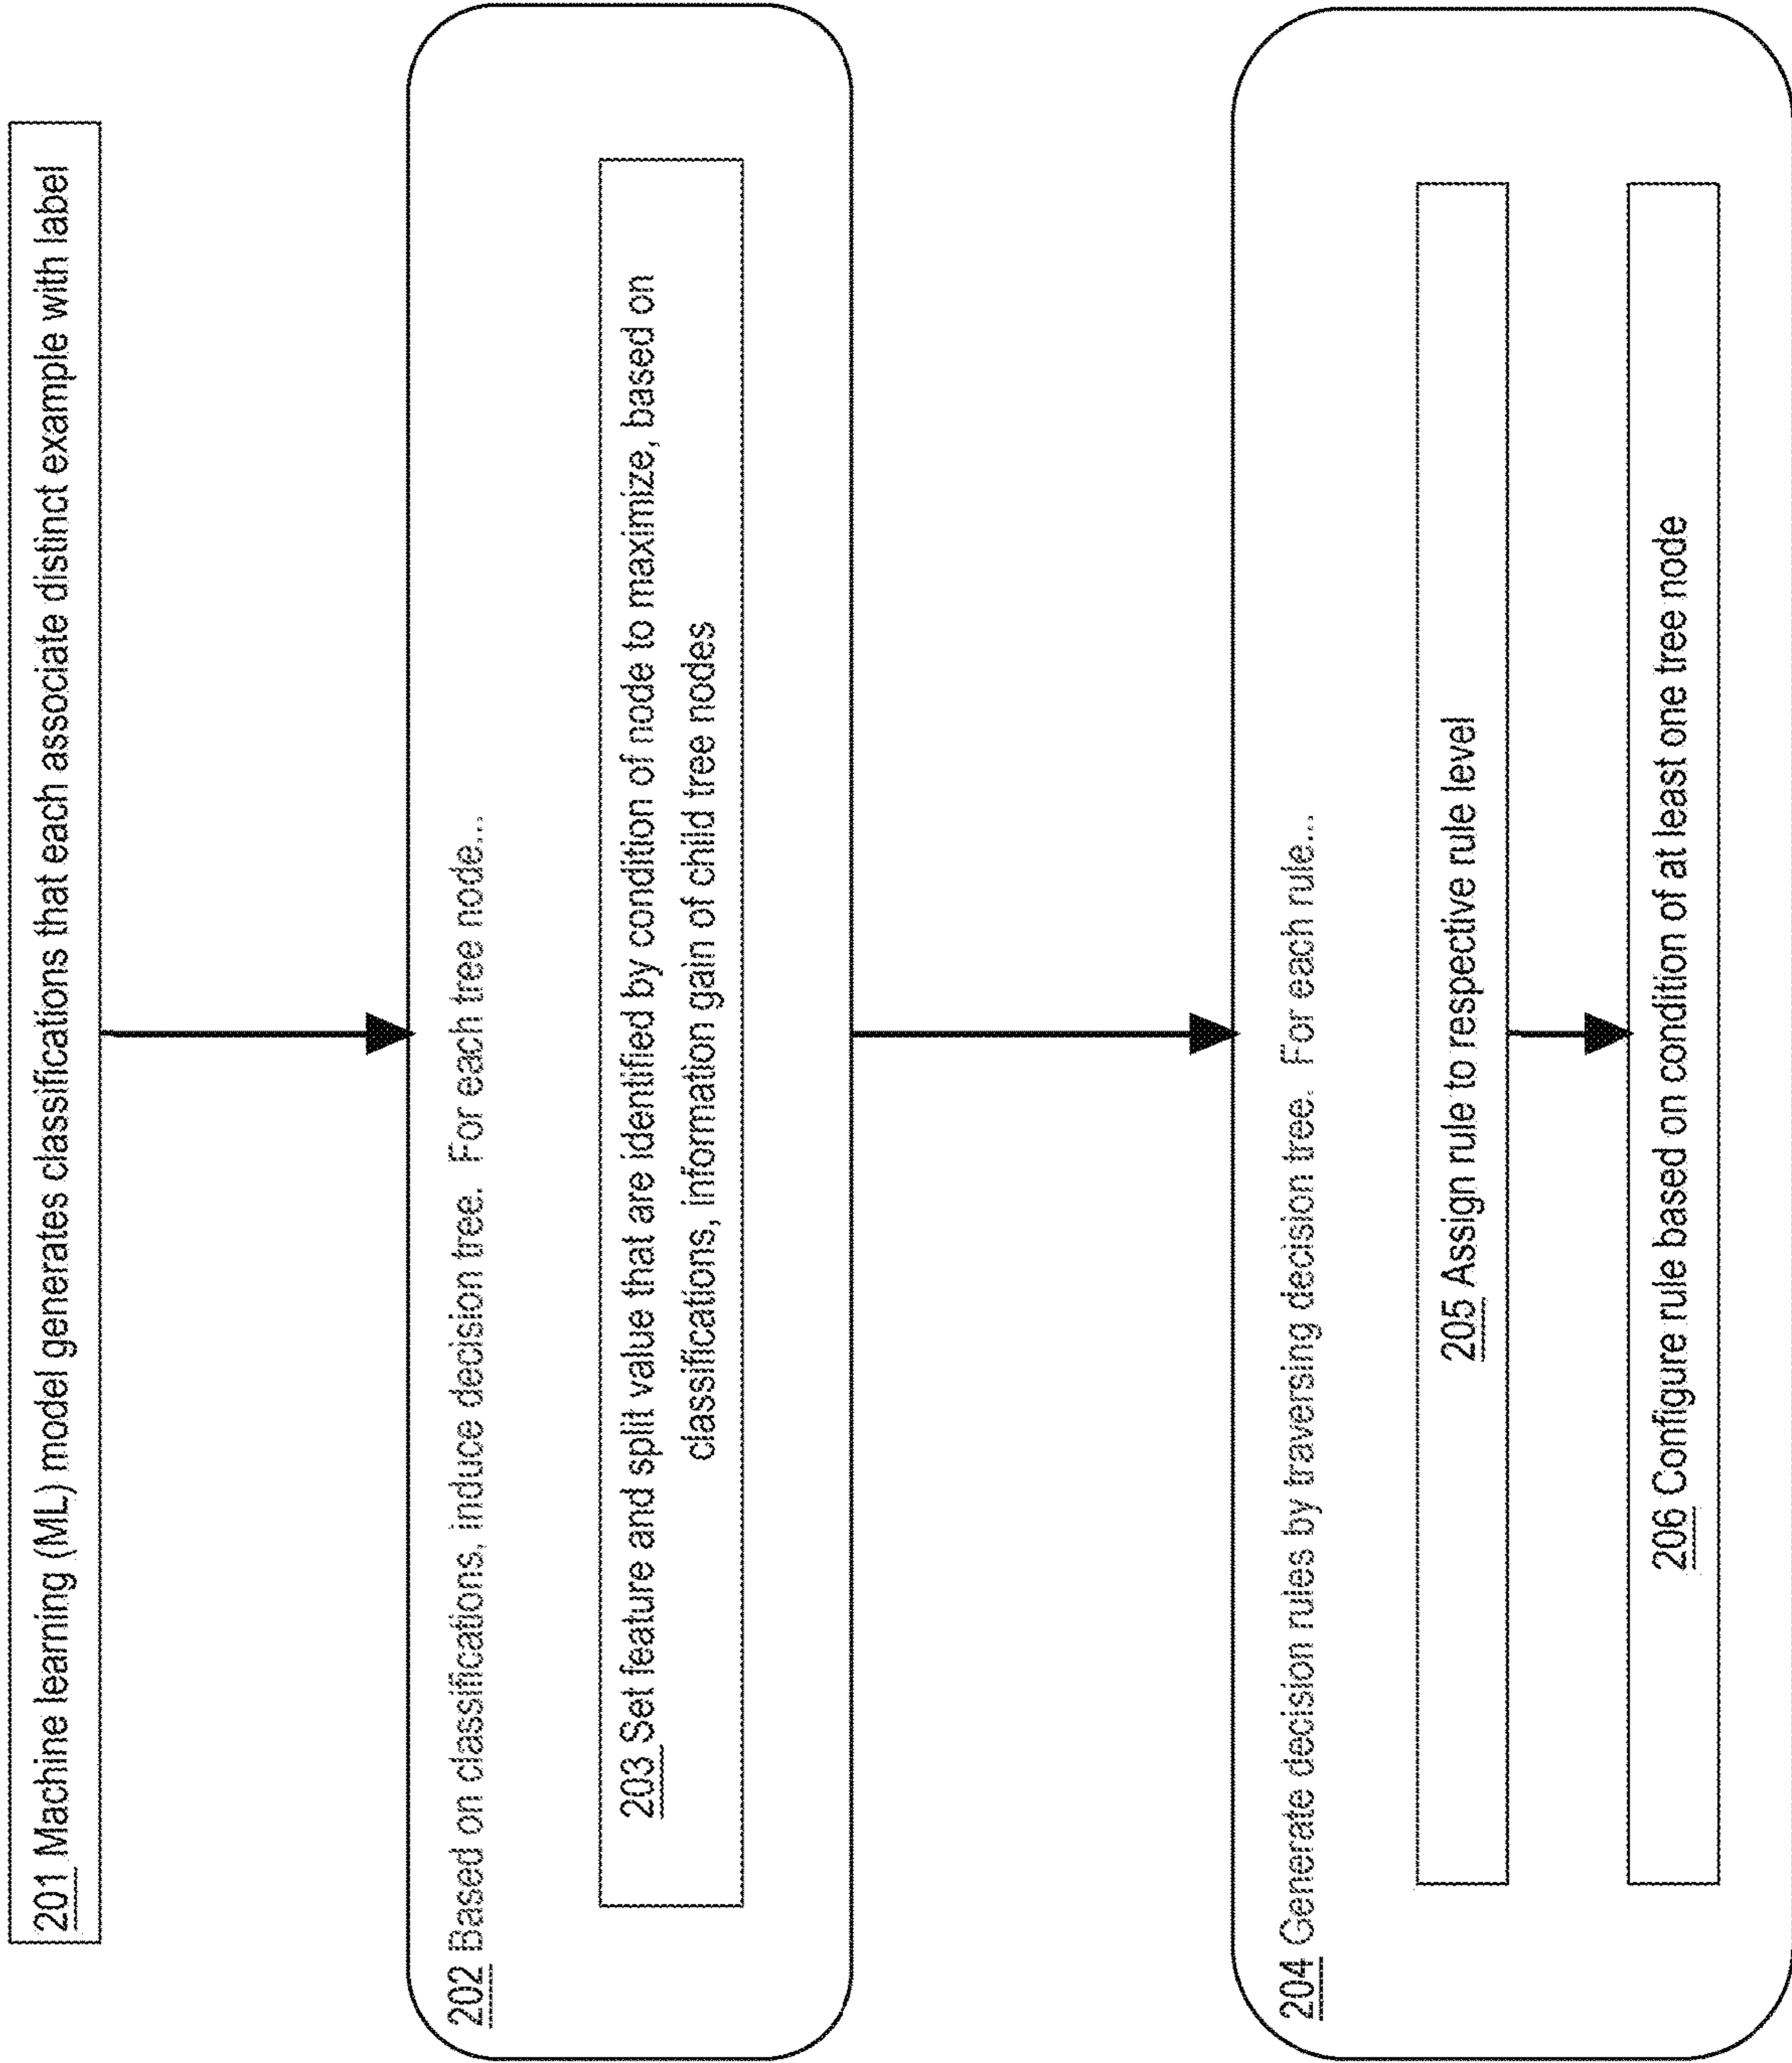 201 Machine learning (ML) model generates classifications that each associate distinct example with label
202 Based on classifications, induce decision tree. For each tree node...
203 Set feature and split value that are identified by condition of node to maximize, based on
classifications, information gain of child tree nodes
204 Generate decision rules by traversing decision tree. For each rule...
205 Assign rule to respective rule level
206 Configure rule based on condition of at least one tree node